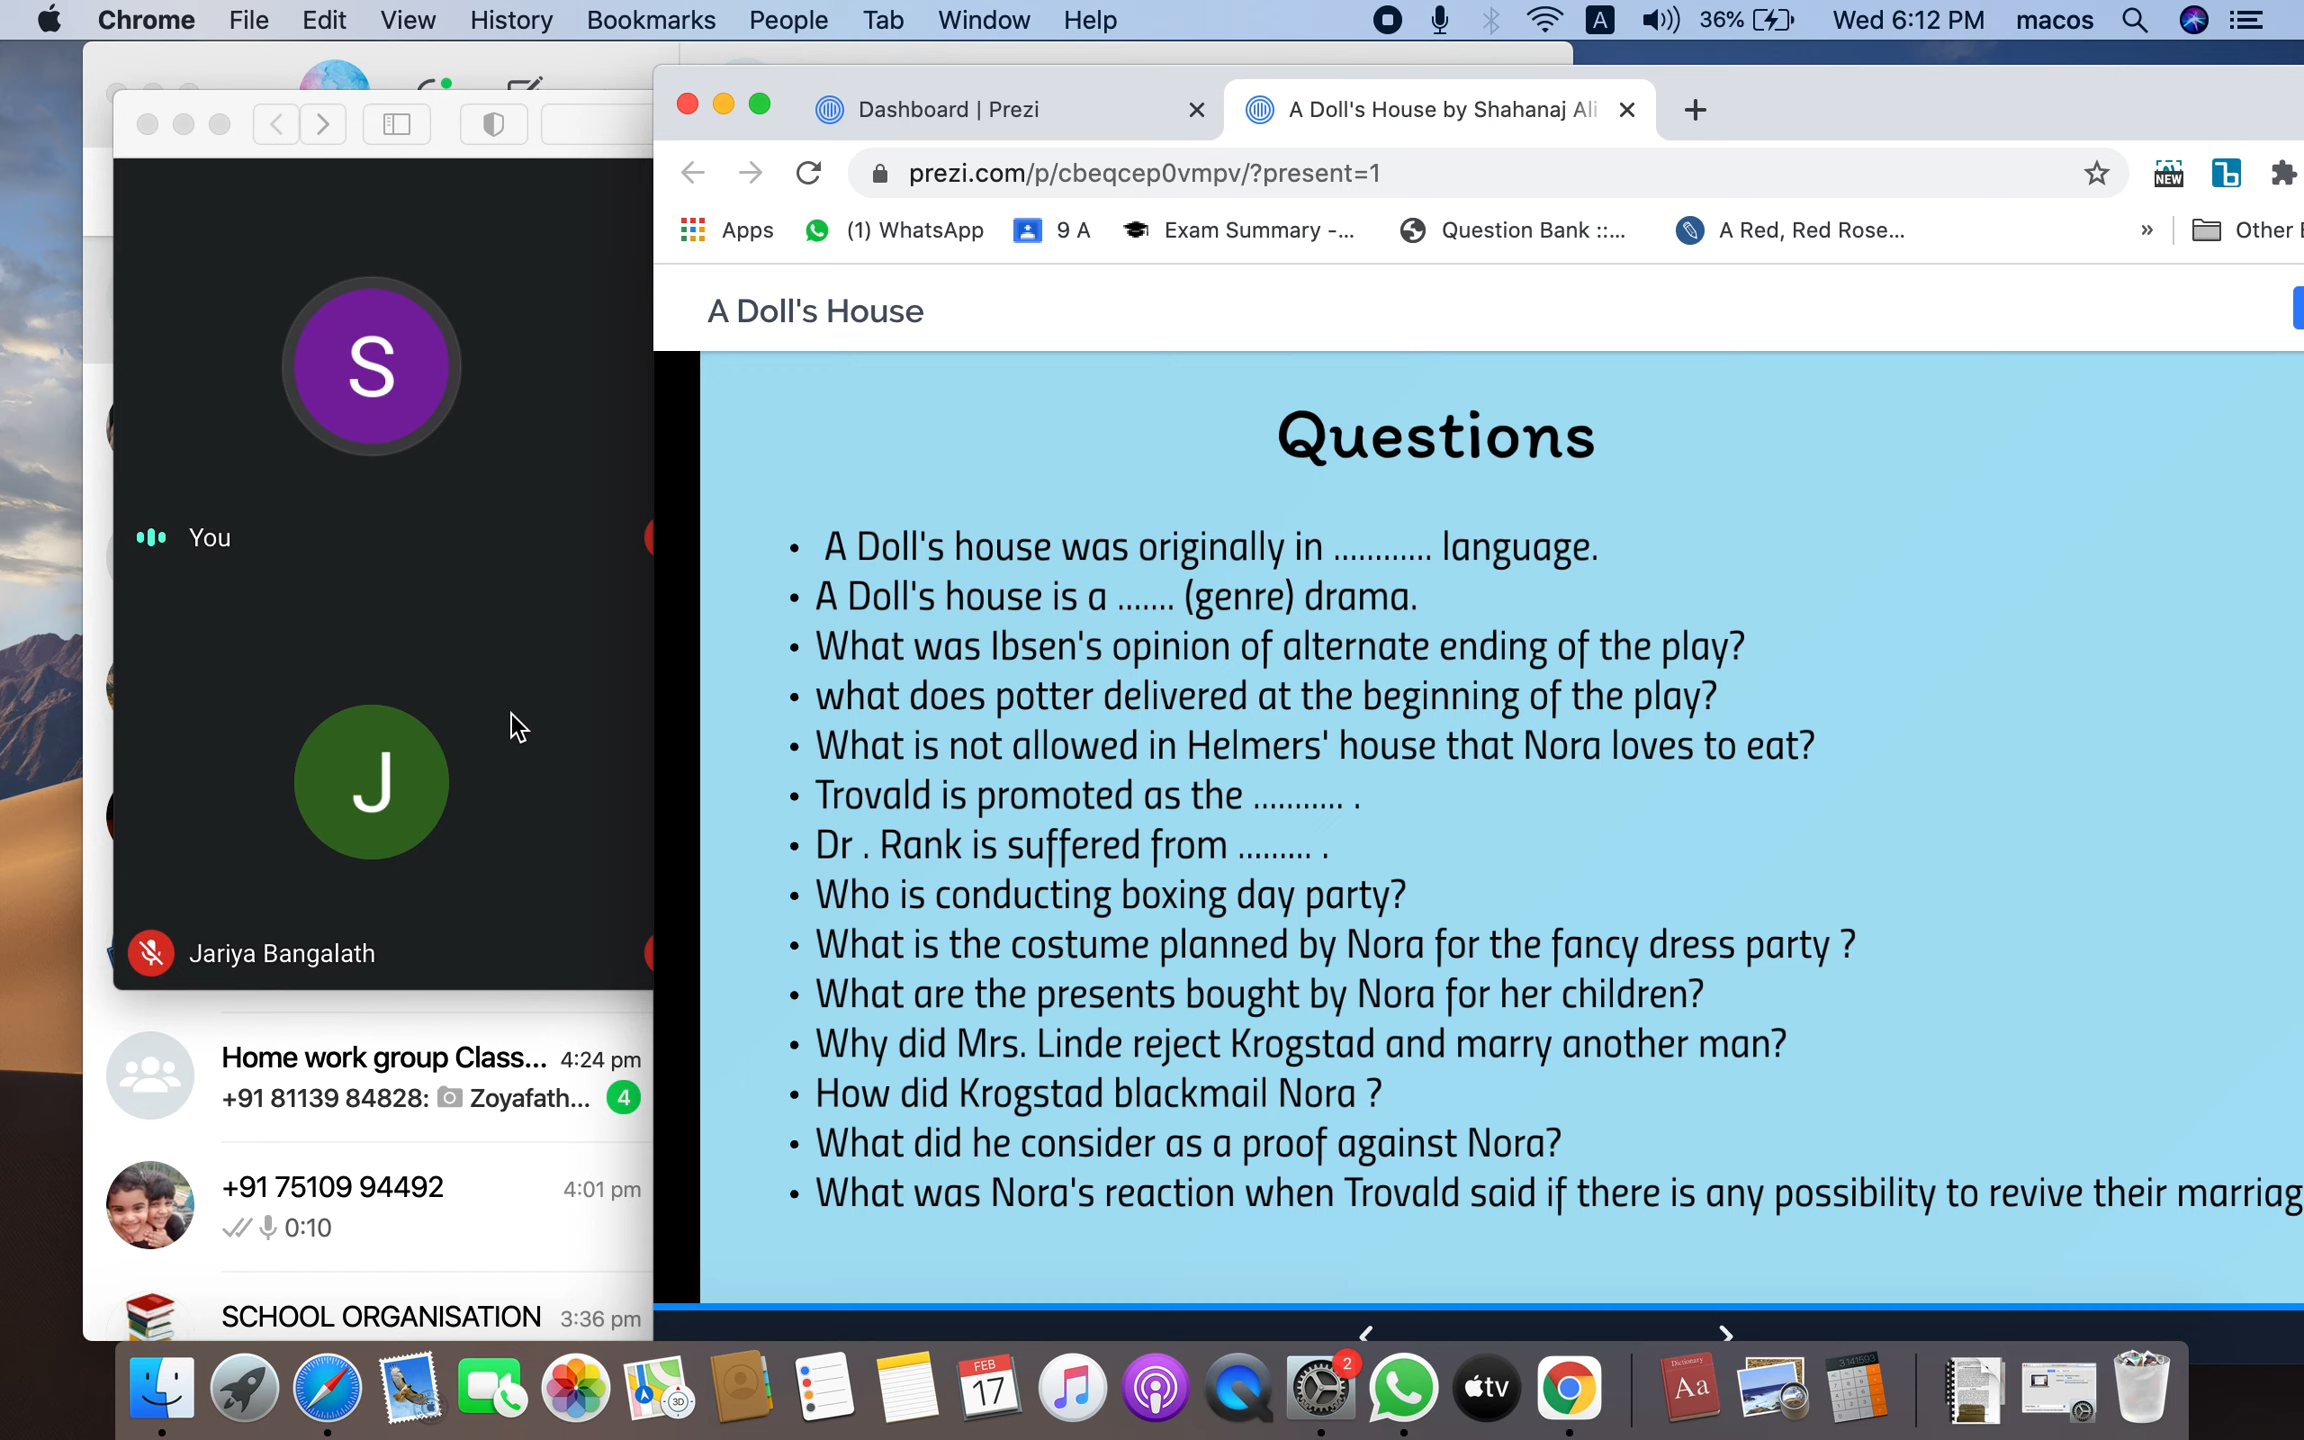 Chrome File Edit View History Bookmarks People Tab Window Help A 36% Wed 6:12 PM macos
Dashboard | Prezi
A Doll's House by Shahanaj Ali
prezi.com/p/cbeqcep0vmpv/?present=1
NEW
Apps (1) WhatsApp 9 A Exam Summary -... Question Bank ::... A Red, Red Rose... » Other
A Doll's House
S
You
J
Jariya Bangalath
Questions
• A Doll's house was originally in ............ language.
• A Doll's house is a ....... (genre) drama.
• What was Ibsen's opinion of alternate ending of the play?
• what does potter delivered at the beginning of the play?
• What is not allowed in Helmers' house that Nora loves to eat?
• Trovald is promoted as the ........... .
• Dr . Rank is suffered from ......... .
• Who is conducting boxing day party?
• What is the costume planned by Nora for the fancy dress party ?
• What are the presents bought by Nora for her children?
• Why did Mrs. Linde reject Krogstad and marry another man?
• How did Krogstad blackmail Nora ?
• What did he consider as a proof against Nora?
• What was Nora's reaction when Trovald said if there is any possibility to revive their marriag
Home work group Class... 4:24 pm
+91 81139 84828: Zoyafath... 4
+91 75109 94492 4:01 pm
0:10
SCHOOL ORGANISATION 3:36 pm
3D
FEB
17
2
tv
Dictionary
Aa
3.141593